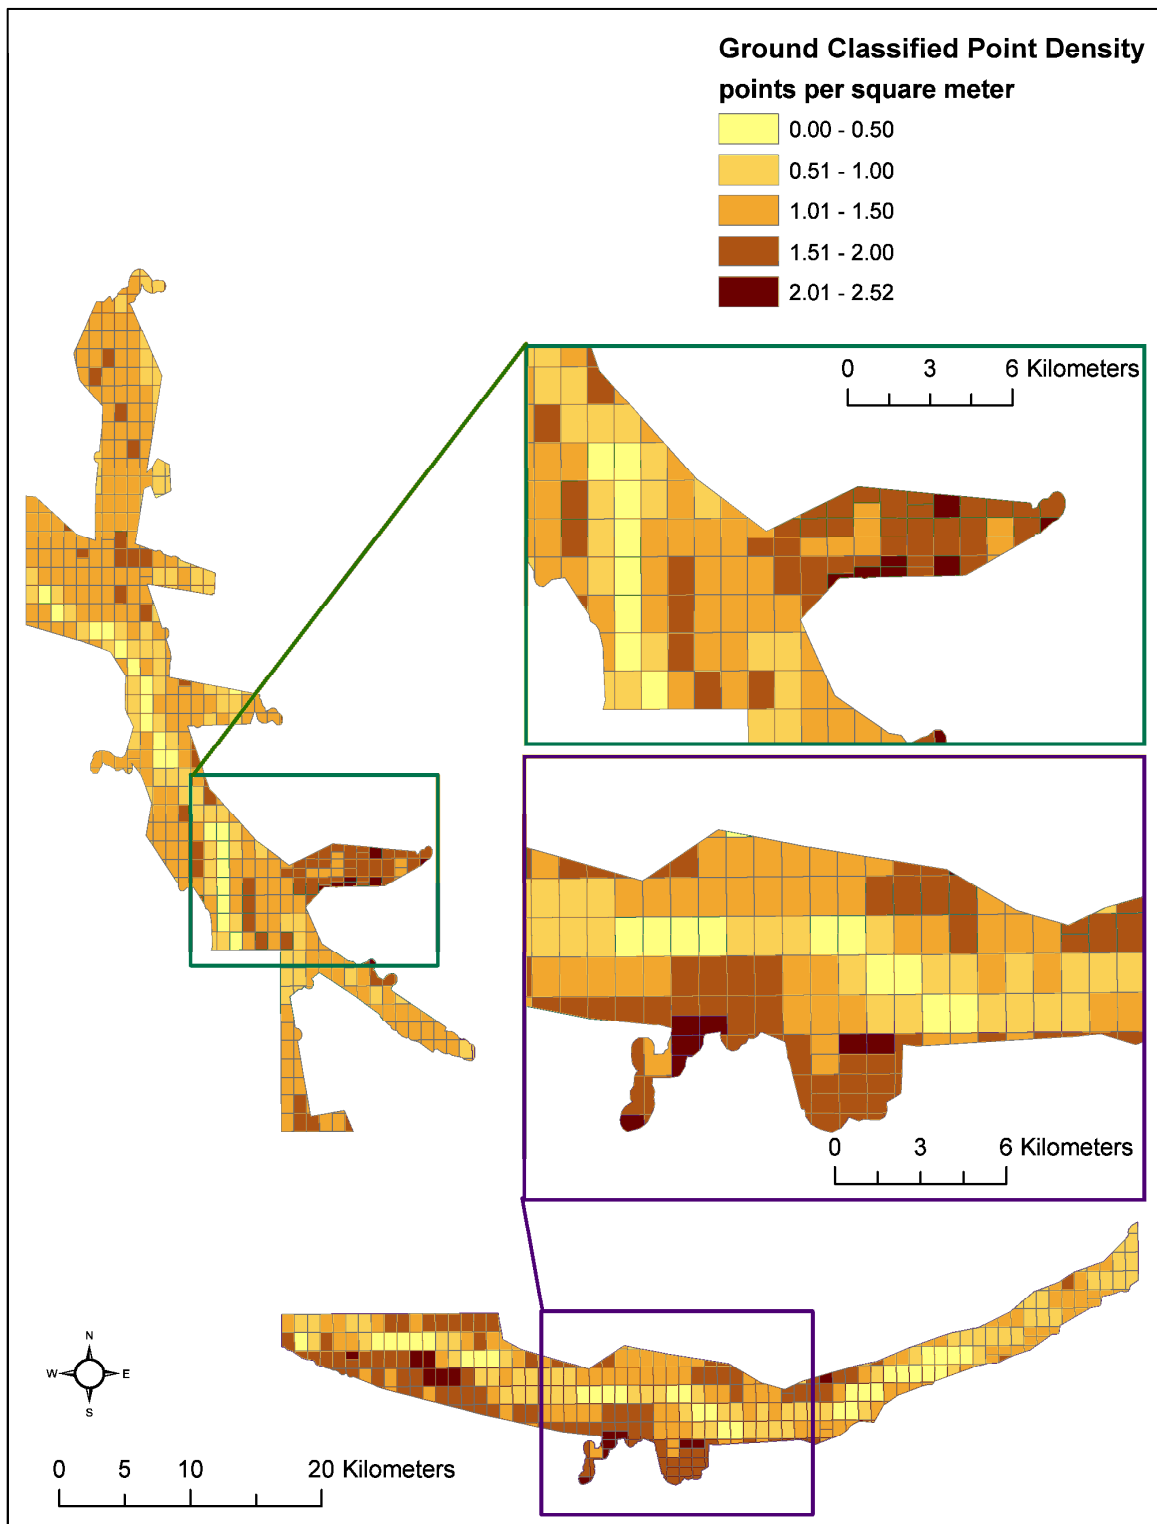 Ground Classified Point Density
points per square meter
0.00 - 0.50
0.51 - 1.00
1.01 - 1.50
1.51 - 2.00
2.01 - 2.52
0 3 6 Kilometers
0 3 6 Kilometers
N
W E
S
0 5 10 20 Kilometers